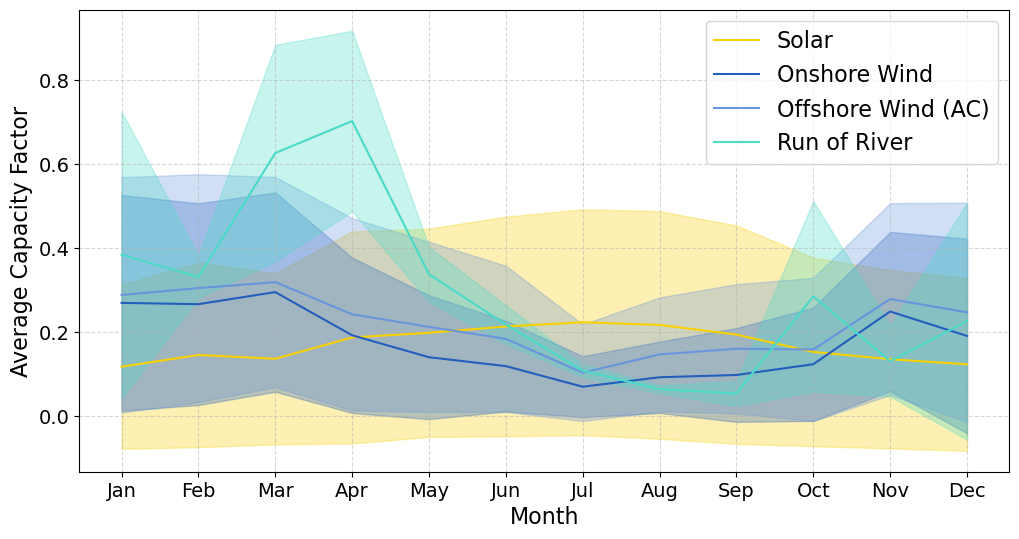 Average Capacity Factor
0.8
0.6
0.4
0.2
0.0
Solar
Onshore Wind
Offshore Wind (AC)
Run of River
Jan Feb Mar Apr May Jun Jul Aug Sep Oct Nov Dec
Month